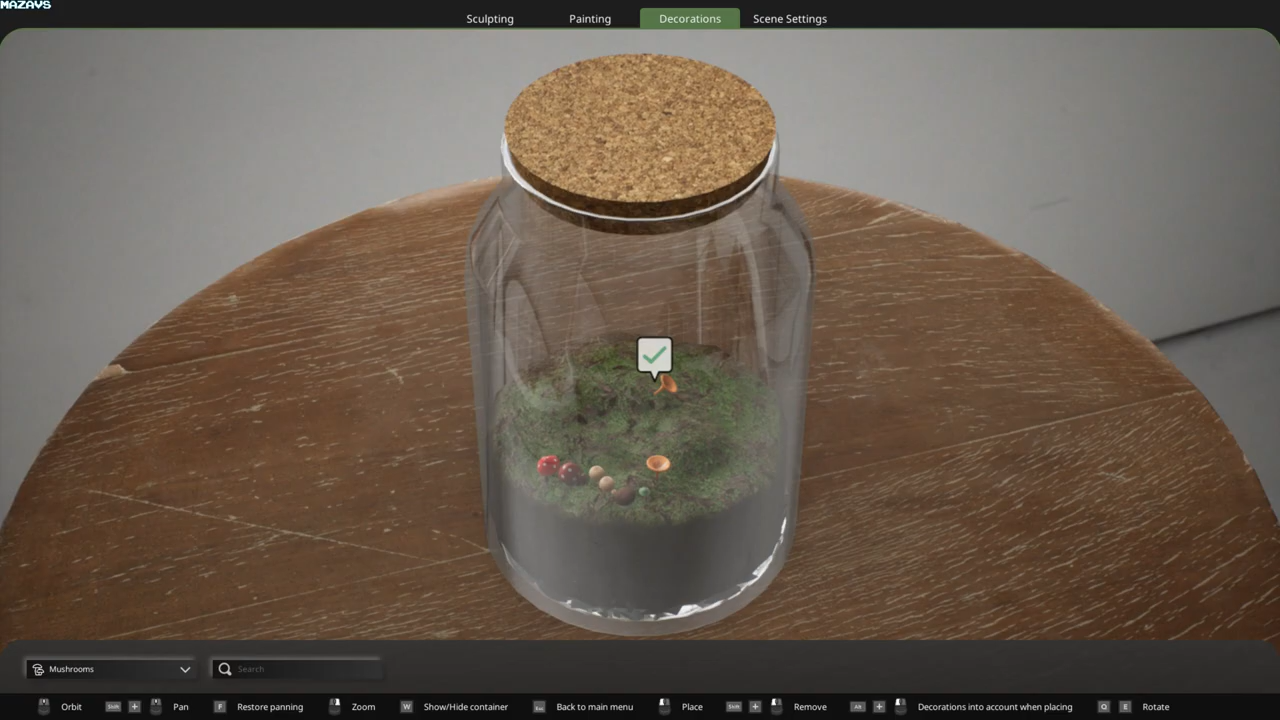 MAZAVS
Sculpting
Painting
Decorations
Scene Settings
Mushrooms
Search
Orbit
Shift + Pan
F Restore panning
Zoom
W Show/Hide container
Esc Back to main menu
Place
Shift + Remove
Alt + Decorations into account when placing
Q E Rotate